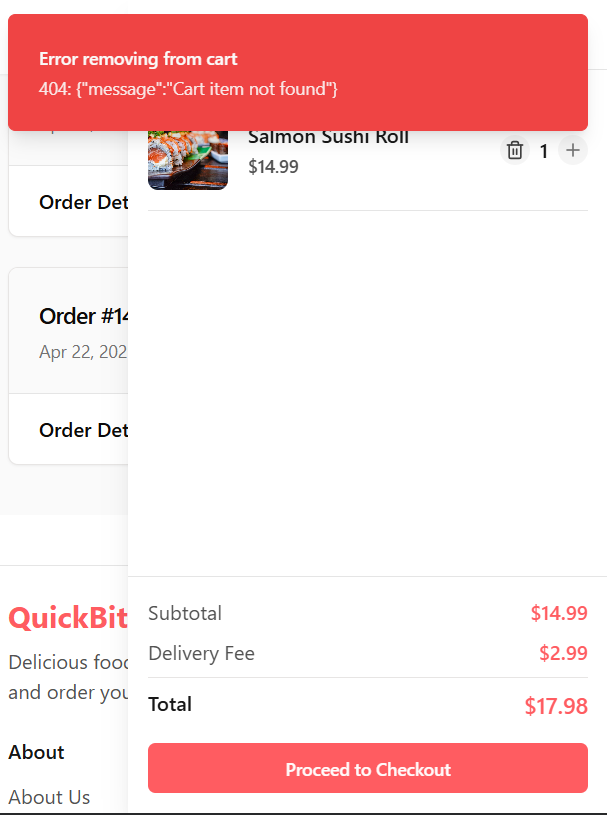 Error removing from cart
404: {"message":"Cart item not found"}
Salmon Sushi Roll
$14.99
1
Order Det
Order #14
Apr 22, 202
Order Det
Subtotal
$14.99
Delivery Fee
$2.99
Total
$17.98
Proceed to Checkout
QuickBit
Delicious food
and order you
About
About Us